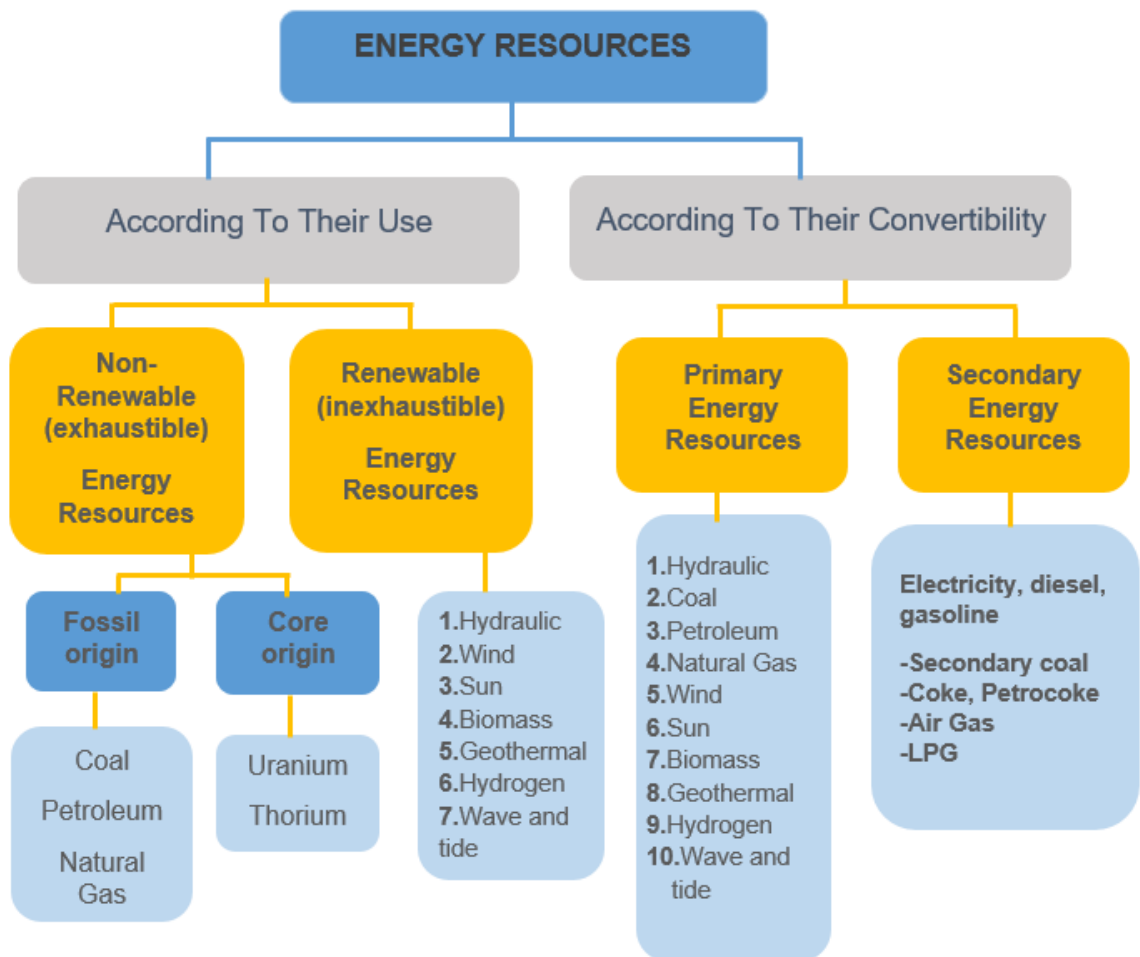 ENERGY RESOURCES
According To Their Use
According To Their Convertibility
Non-
Renewable
(exhaustible)
Energy
Resources
Renewable
(inexhaustible)
Energy
Resources
Primary
Energy
Resources
Secondary
Energy
Resources
Fossil
origin
Core
origin
Coal
Petroleum
Natural
Gas
Uranium
Thorium
1.Hydraulic
2.Wind
3.Sun
4.Biomass
5.Geothermal
6.Hydrogen
7.Wave and
tide
1.Hydraulic
2.Coal
3.Petroleum
4.Natural Gas
5.Wind
6.Sun
7.Biomass
8.Geothermal
9.Hydrogen
10.Wave and
tide
Electricity, diesel,
gasoline
-Secondary coal
-Coke, Petrocoke
-Air Gas
-LPG